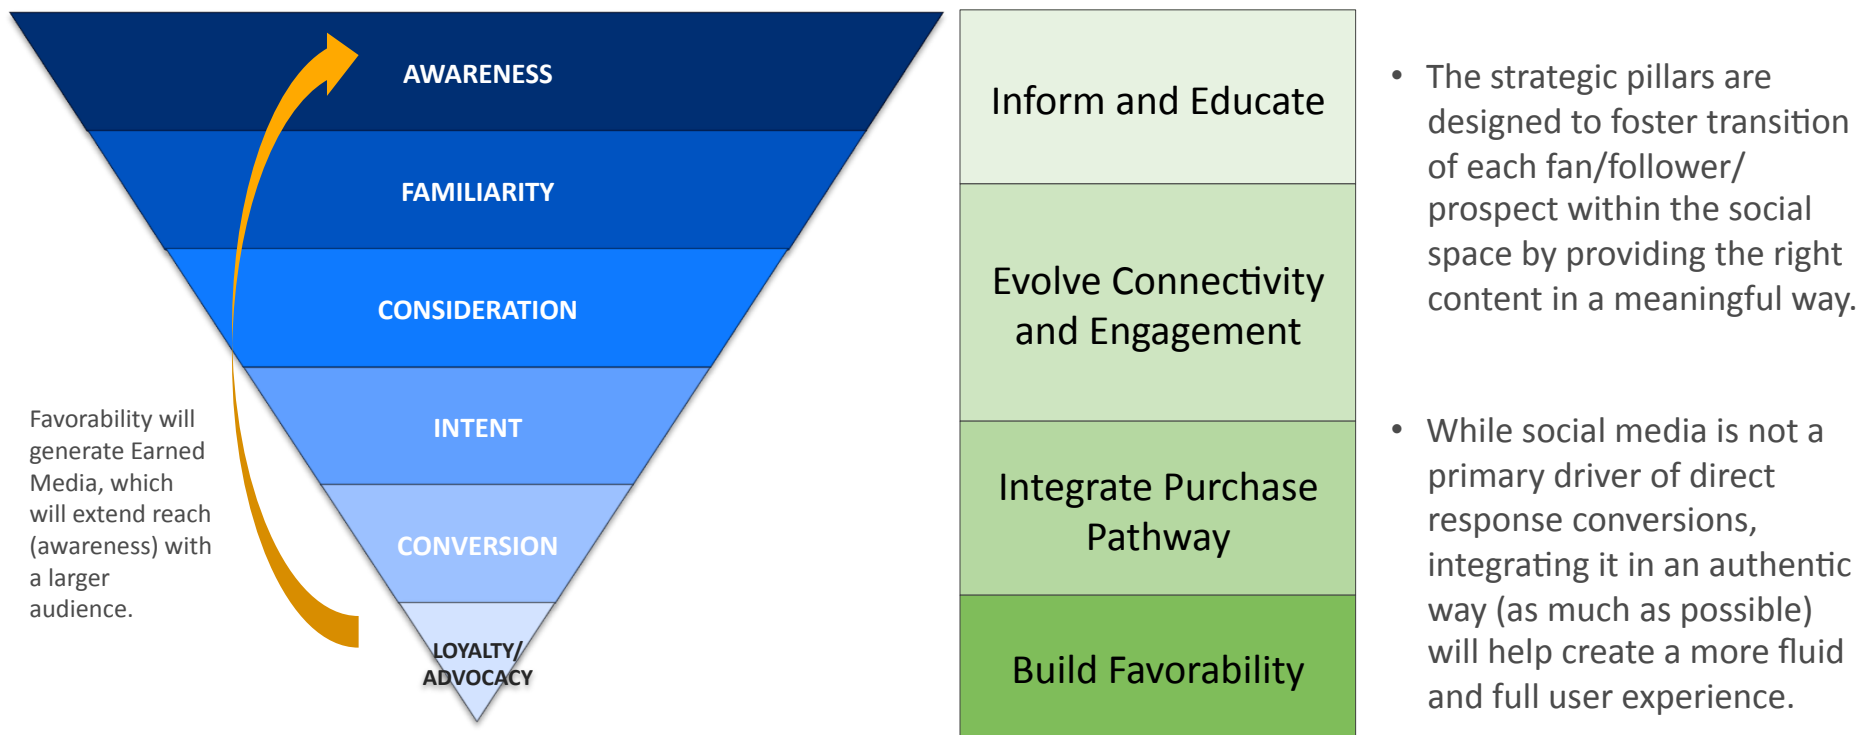 AWARENESS
FAMILIARITY
CONSIDERATION
INTENT
CONVERSION
LOYALTY/
ADVOCACY
Favorability will
generate Earned
Media, which
will extend reach
(awareness) with
a larger
audience.
Inform and Educate
Evolve Connectivity
and Engagement
Integrate Purchase
Pathway
Build Favorability
• The strategic pillars are
designed to foster transition
of each fan/follower/
prospect within the social
space by providing the right
content in a meaningful way.
• While social media is not a
primary driver of direct
response conversions,
integrating it in an authentic
way (as much as possible)
will help create a more fluid
and full user experience.